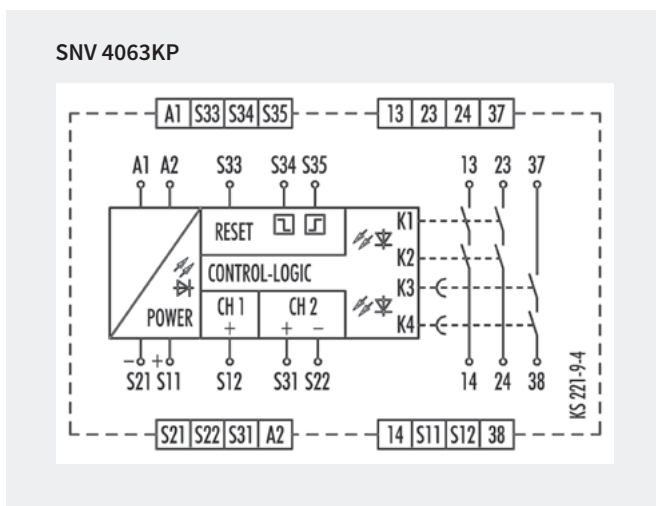 SNV 4063KP
A1 S33 S34 S35 13 23 24 37
A1 A2 S33 S34 S35 13 23 37
RESET
K1
K2
CONTROL-LOGIC
K3
CH 1 CH 2
POWER + + −
K4
− +
S21 S11 S12 S31 S22 14 24 38
KS 221-9-4
S21 S22 S31 A2 14 S11 S12 38